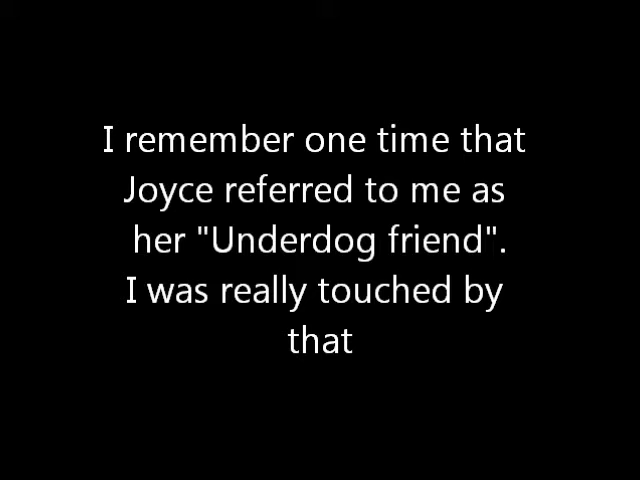 I remember one time that
Joyce referred to me as
her "Underdog friend".
I was really touched by
that